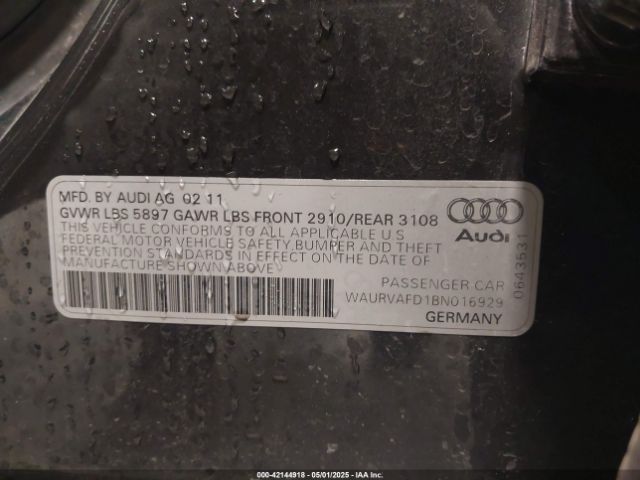 MFD. BY AUDI AG 02 11
GVWR LBS 5897 GAWR LBS FRONT 2910/REAR 3108
THIS VEHICLE CONFORMS TO ALL APPLICABLE U.S
FEDERAL MOTOR VEHICLE SAFETY,BUMPER AND THEFT
PREVENTION STANDARDS IN EFFECT ON THE DATE OF
MANUFACTURE SHOWN ABOVE
Audi
PASSENGER CAR
WAURVAFD1BN016929
GERMANY
0643531
000-42144918 - 05/01/2025 - IAA Inc.